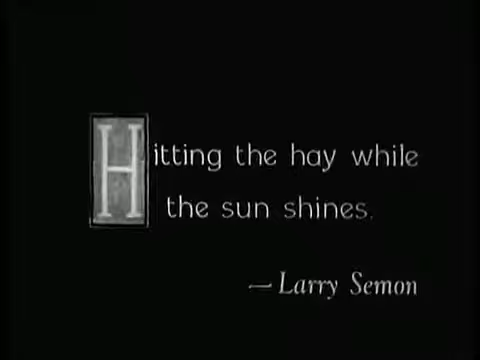 Hitting the hay while
the sun shines.
—Larry Semon